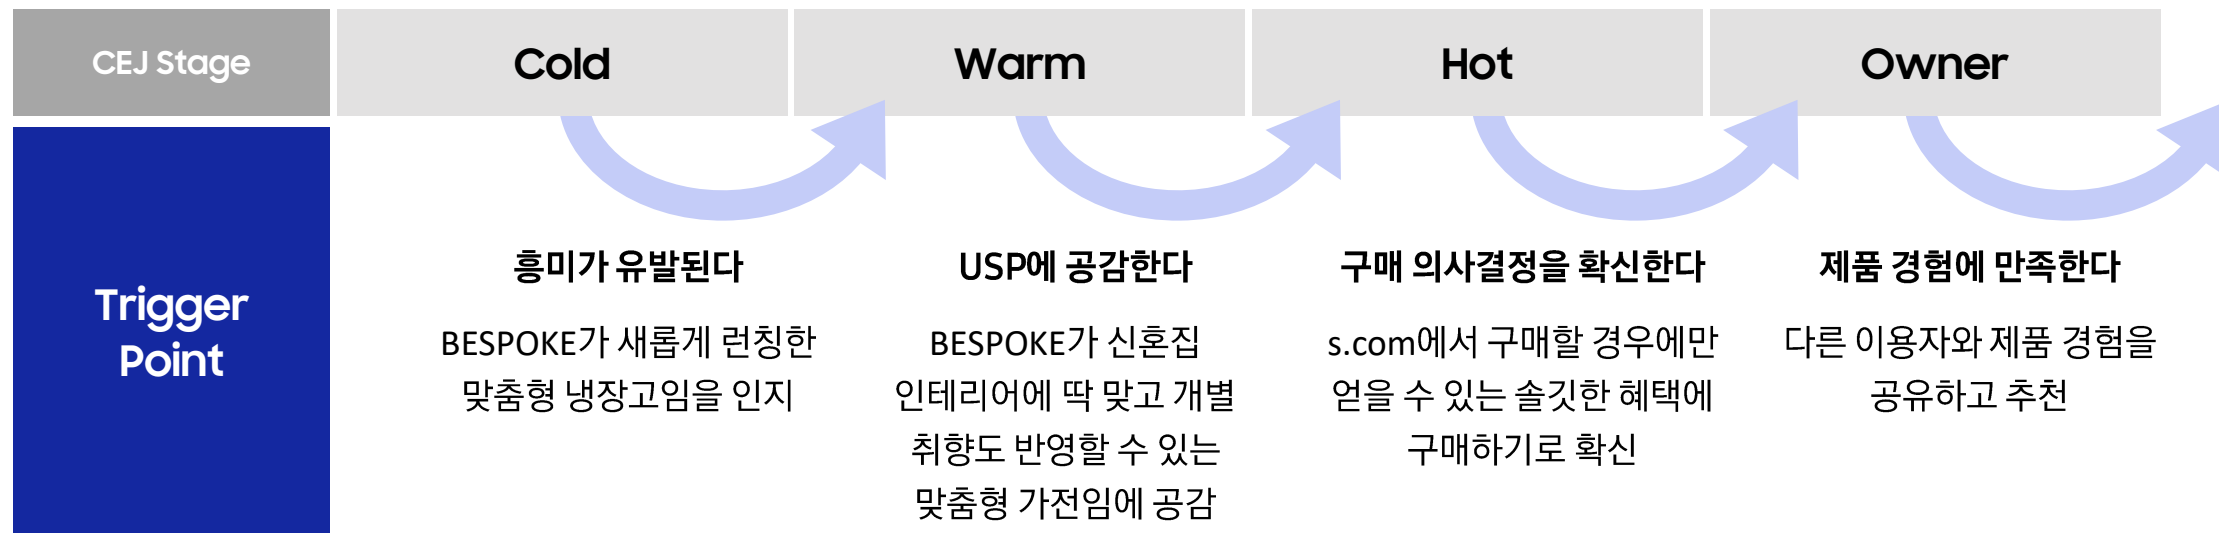 CEJ Stage
Cold
Warm
Hot
Owner
Trigger
Point
흥미가 유발된다
BESPOKE가 새롭게 런칭한
맞춤형 냉장고임을 인지
USP에 공감한다
BESPOKE가 신혼집
인테리어에 딱 맞고 개별
취향도 반영할 수 있는
맞춤형 가전임에 공감
구매 의사결정을 확신한다
s.com에서 구매할 경우에만
얻을 수 있는 솔깃한 혜택에
구매하기로 확신
제품 경험에 만족한다
다른 이용자와 제품 경험을
공유하고 추천